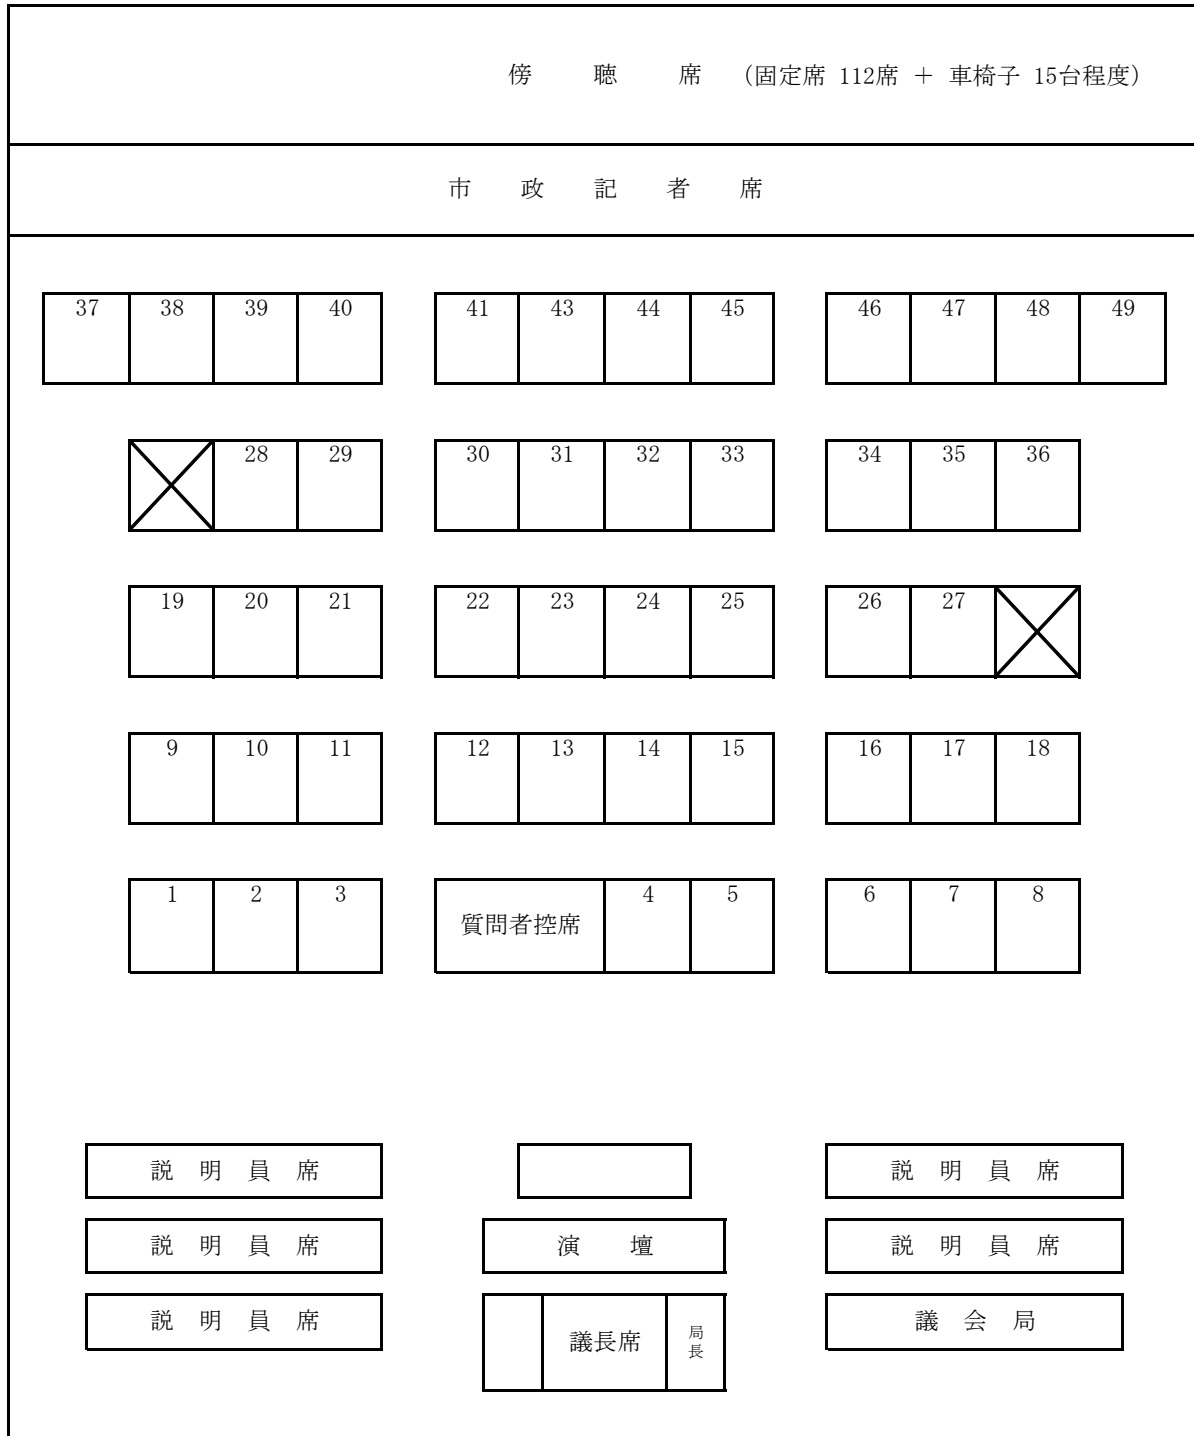 傍 聴 席 (固定席 112席 ＋ 車椅子 15台程度)
市 政 記 者 席
37 38 39 40 41 43 44 45 46 47 48 49
28 29 30 31 32 33 34 35 36
19 20 21 22 23 24 25 26 27
9 10 11 12 13 14 15 16 17 18
1 2 3 質問者控席 4 5 6 7 8
説 明 員 席 説 明 員 席
説 明 員 席 演 壇 説 明 員 席
説 明 員 席 議長席 局長 議 会 局